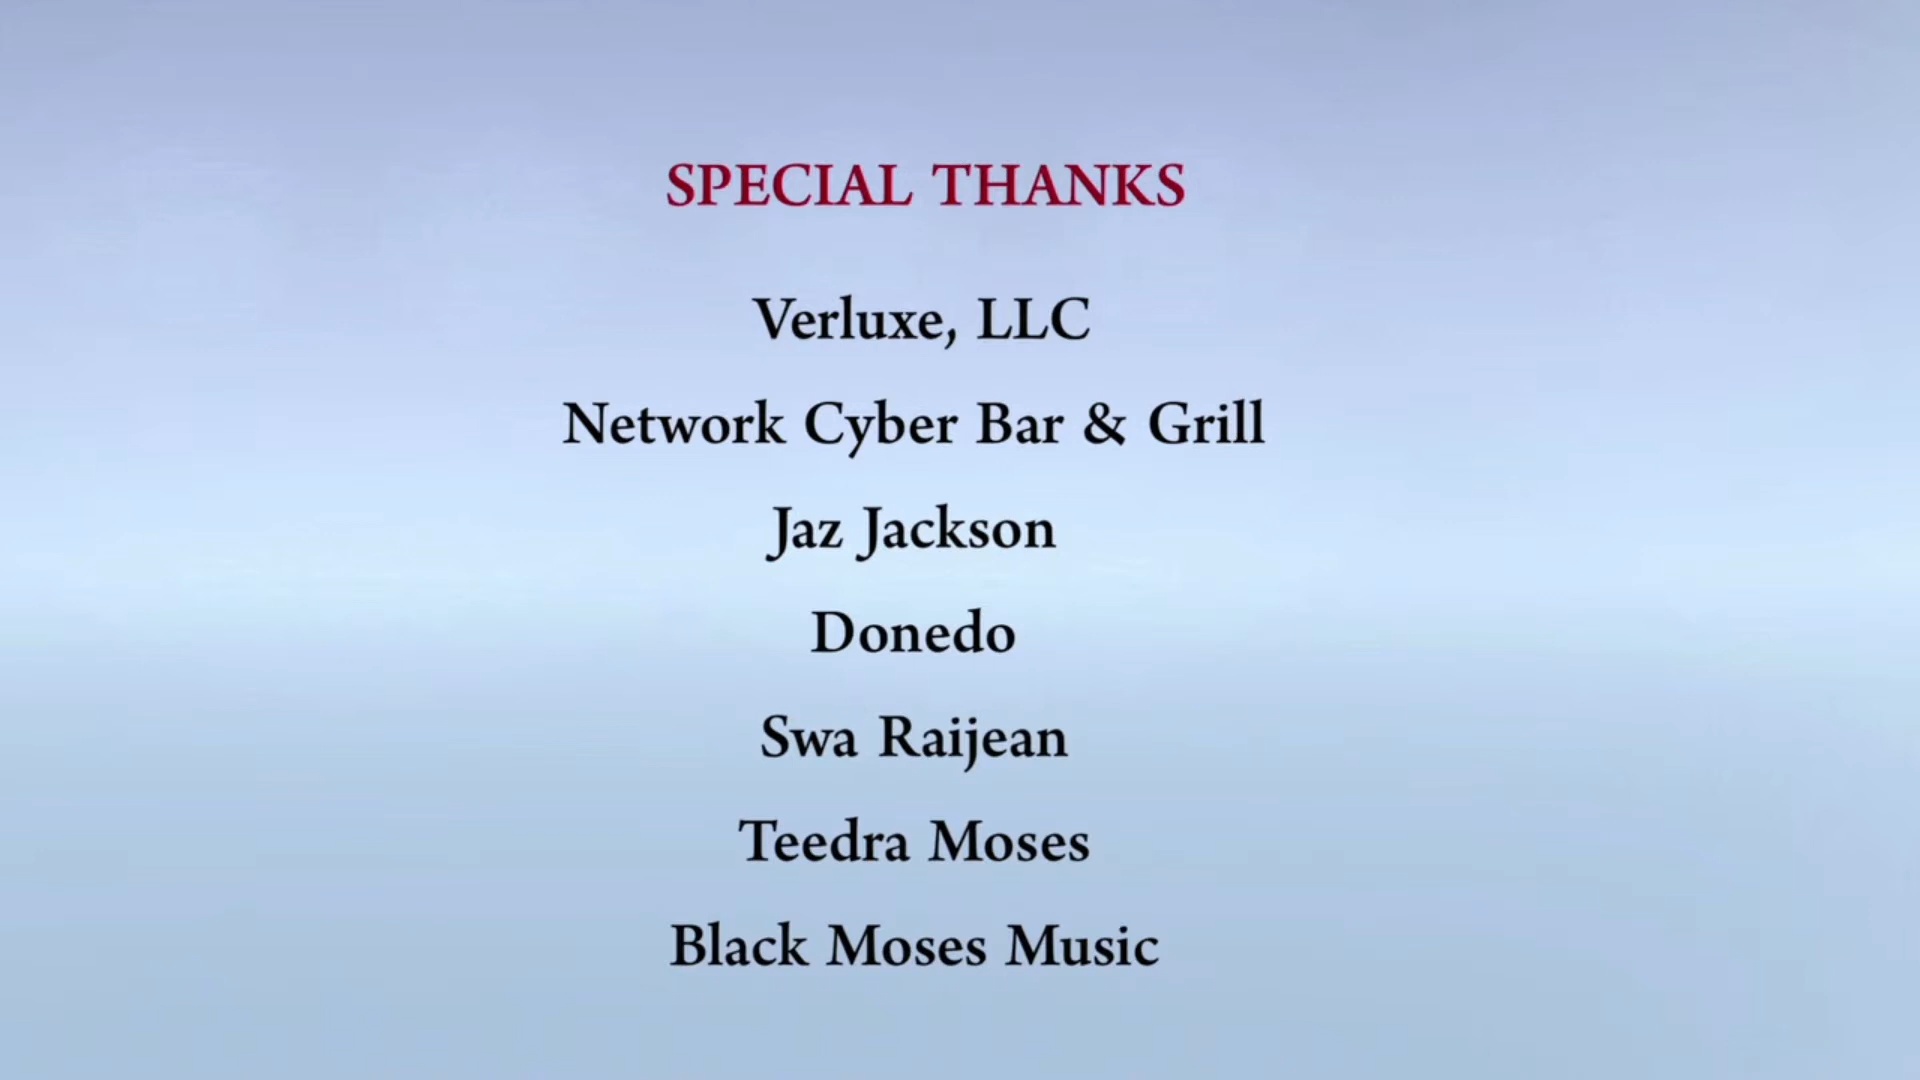 SPECIAL THANKS
Verluxe, LLC
Network Cyber Bar & Grill
Jaz Jackson
Donedo
Swa Raijean
Teedra Moses
Black Moses Music